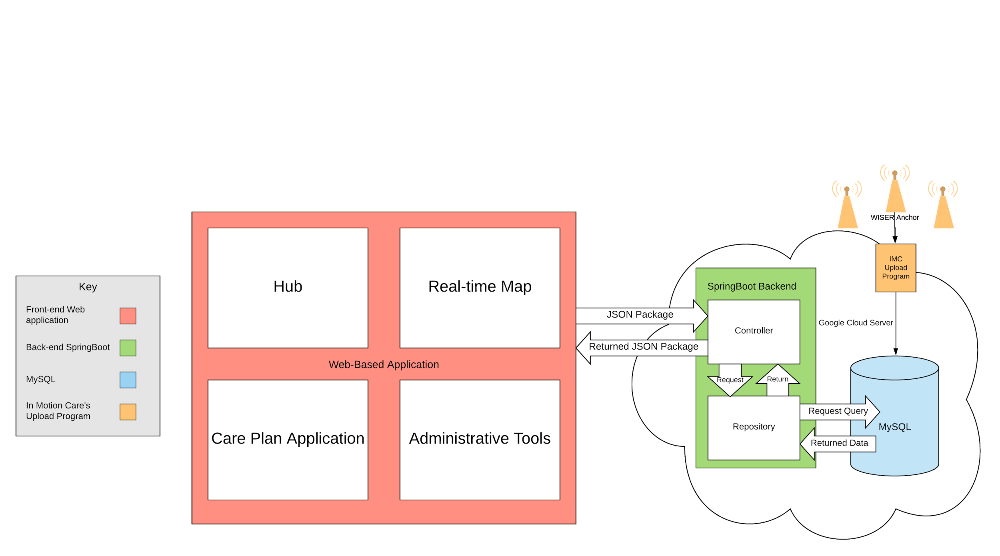 Key
Front-end Web
application
Back-end SpringBoot
MySQL
In Motion Care's
Upload Program
Hub
Real-time Map
Web-Based Application
Care Plan Application
Administrative Tools
JSON Package
Returned JSON Package
SpringBoot Backend
Controller
Request
Return
Repository
WISER Anchor
IMC
Upload
Program
Google Cloud Server
Request Query
MySQL
Returned Data